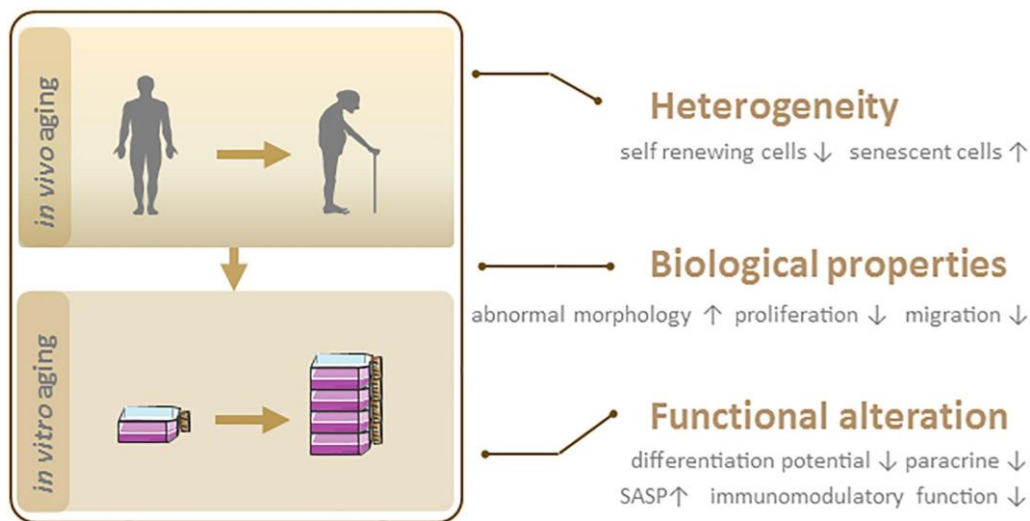 in vivo aging
in vitro aging
Heterogeneity
self renewing cells ↓ senescent cells ↑
Biological properties
abnormal morphology ↑ proliferation ↓ migration ↓
Functional alteration
differentiation potential ↓ paracrine ↓
SASP↑ immunomodulatory function ↓